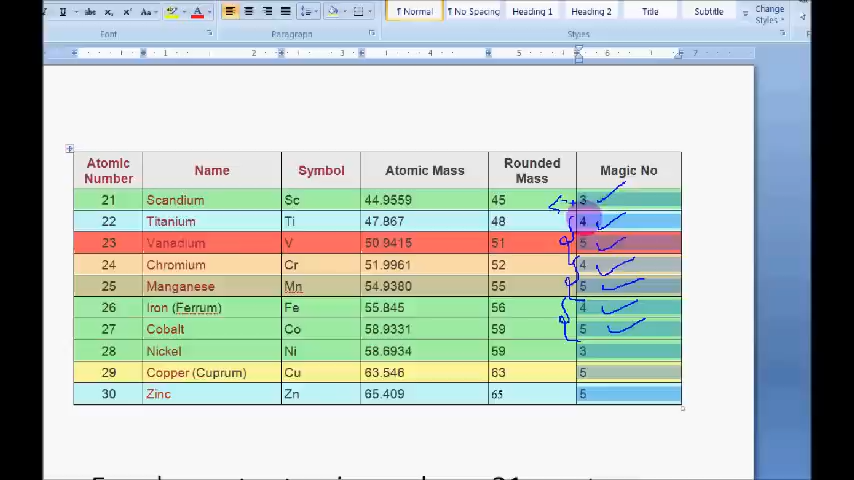 Normal
No Spacing
Heading 1
Heading 2
Title
Subtitle
Change
Styles
Font
Paragraph
Styles
Atomic Number Name Symbol Atomic Mass Rounded Mass Magic No
21 Scandium Sc 44.9559 45 3
22 Titanium Ti 47.867 48 4
23 Vanadium V 50.9415 51 5
24 Chromium Cr 51.9961 52 4
25 Manganese Mn 54.9380 55 5
26 Iron (Ferrum) Fe 55.845 56 4
27 Cobalt Co 58.9331 59 5
28 Nickel Ni 58.6934 59 3
29 Copper (Cuprum) Cu 63.546 63 5
30 Zinc Zn 65.409 65 5